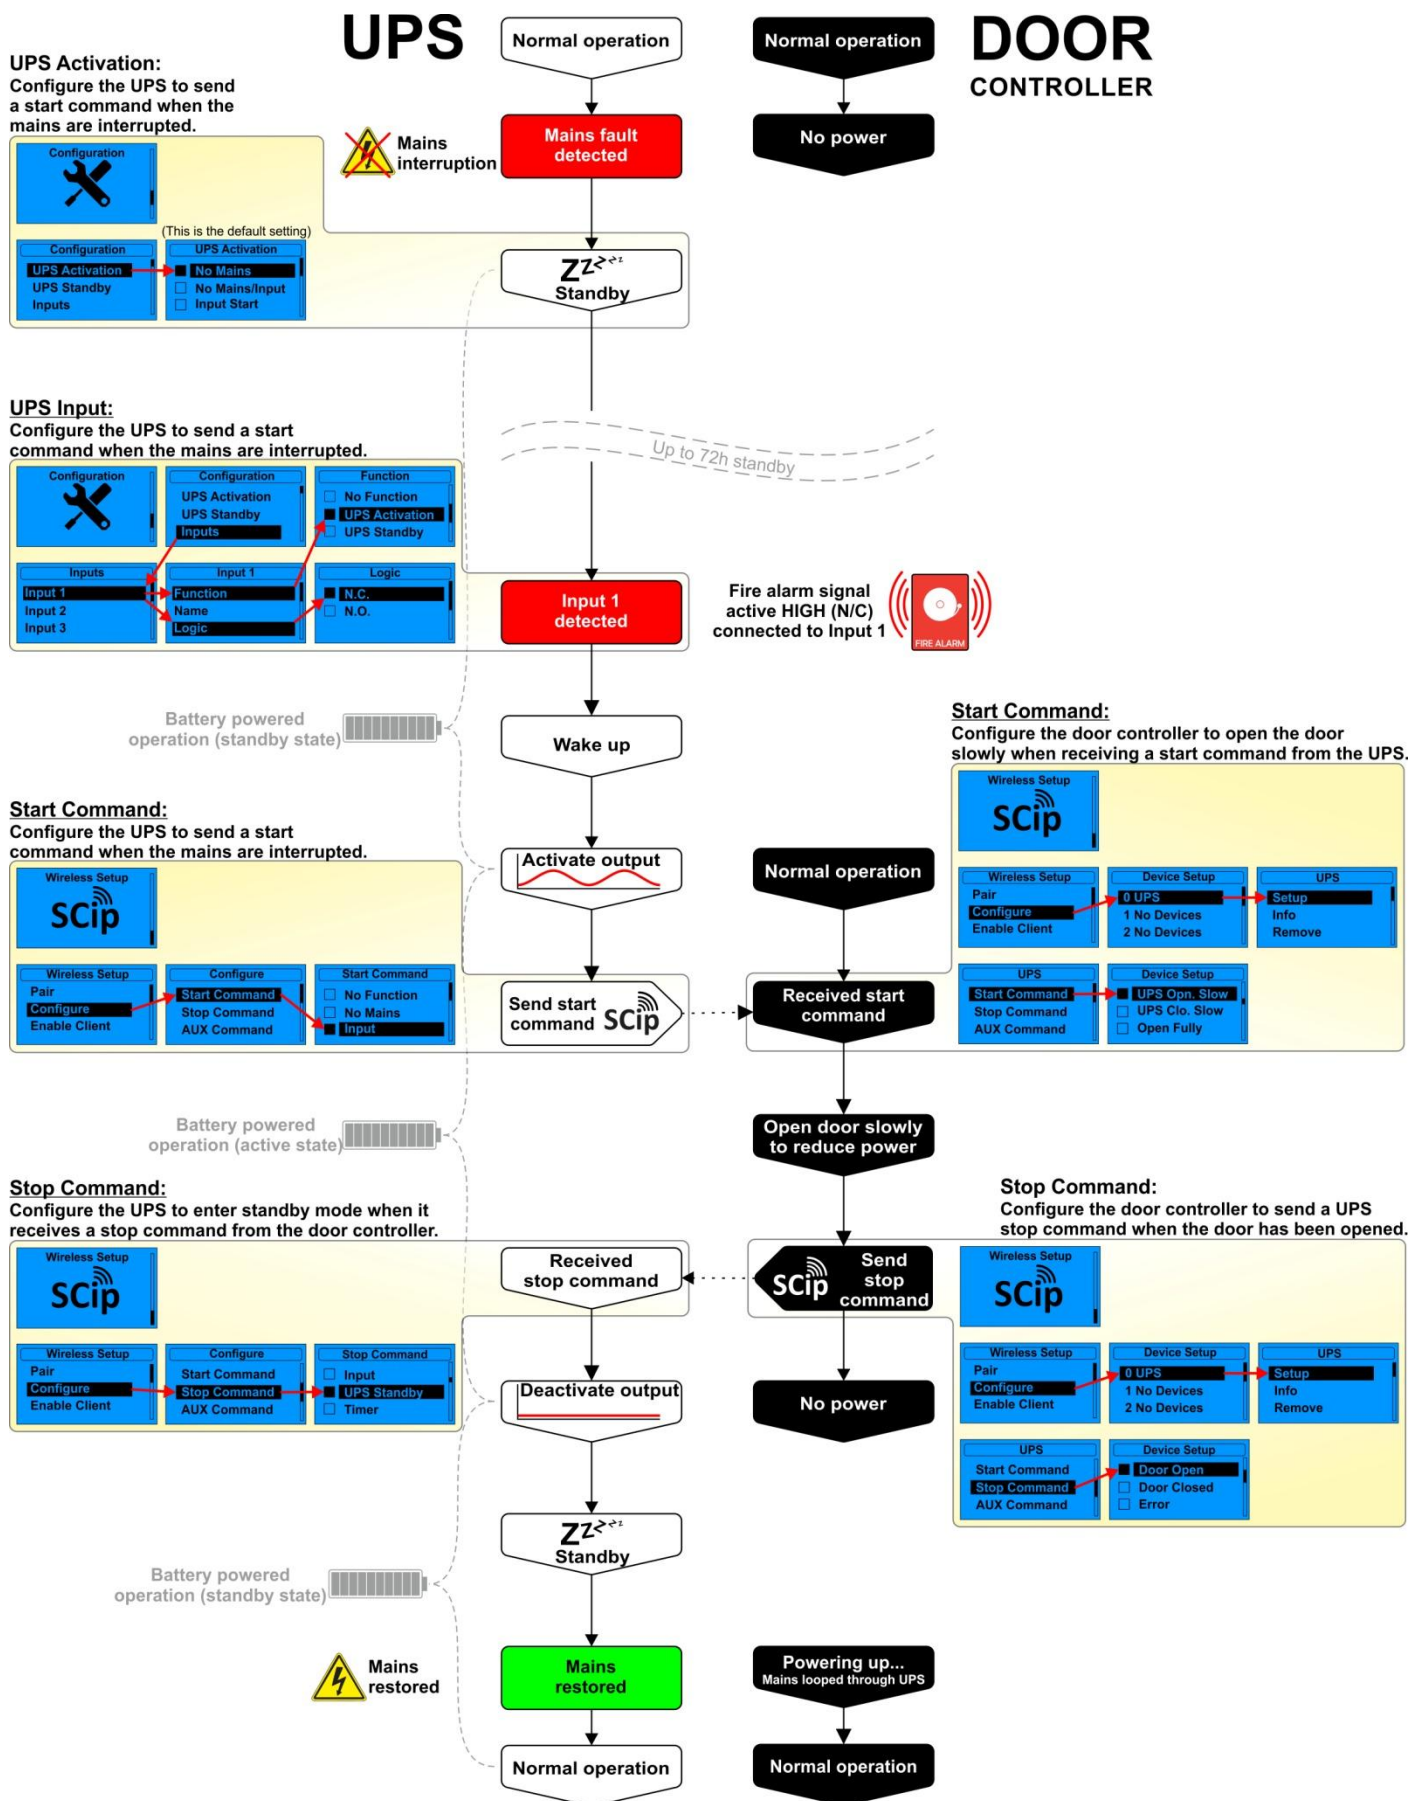 UPS
DOOR
CONTROLLER
Normal operation
Normal operation
UPS Activation:
Configure the UPS to send
a start command when the
mains are interrupted.
Mains
interruption
Mains fault
detected
No power
Configuration
(This is the default setting)
Configuration
UPS Activation
UPS Standby
Inputs
UPS Activation
No Mains
No Mains/Input
Input Start
ZZZZZZ
Standby
UPS Input:
Configure the UPS to send a start
command when the mains are interrupted.
Up to 72h standby
Configuration
Configuration
UPS Activation
UPS Standby
Inputs
Function
No Function
UPS Activation
UPS Standby
Inputs
Input 1
Input 2
Input 3
Input 1
Function
Name
Logic
Logic
N.C.
N.O.
Input 1
detected
Fire alarm signal
active HIGH (N/C)
connected to Input 1
FIRE ALARM
Battery powered
operation (standby state)
Wake up
Start Command:
Configure the door controller to open the door
slowly when receiving a start command from the UPS.
Wireless Setup
SCip
Wireless Setup
Pair
Configure
Enable Client
Device Setup
0 UPS
1 No Devices
2 No Devices
UPS
Setup
Info
Remove
UPS
Start Command
Stop Command
AUX Command
Device Setup
UPS Opn. Slow
UPS Clo. Slow
Open Fully
Start Command:
Configure the UPS to send a start
command when the mains are interrupted.
Wireless Setup
SCip
Wireless Setup
Pair
Configure
Enable Client
Configure
Start Command
Stop Command
AUX Command
Start Command
No Function
No Mains
Input
Activate output
Normal operation
Send start
command SCip
Received start
command
Battery powered
operation (active state)
Open door slowly
to reduce power
Stop Command:
Configure the UPS to enter standby mode when it
receives a stop command from the door controller.
Wireless Setup
SCip
Wireless Setup
Pair
Configure
Enable Client
Configure
Start Command
Stop Command
AUX Command
Stop Command
Input
UPS Standby
Timer
Received
stop command
SCip
Send
stop
command
Stop Command:
Configure the door controller to send a UPS
stop command when the door has been opened.
Wireless Setup
SCip
Wireless Setup
Pair
Configure
Enable Client
Device Setup
0 UPS
1 No Devices
2 No Devices
UPS
Setup
Info
Remove
UPS
Start Command
Stop Command
AUX Command
Device Setup
Door Open
Door Closed
Error
Deactivate output
No power
ZZZZZZ
Standby
Battery powered
operation (standby state)
Mains
restored
Mains
restored
Powering up...
Mains looped through UPS
Normal operation
Normal operation